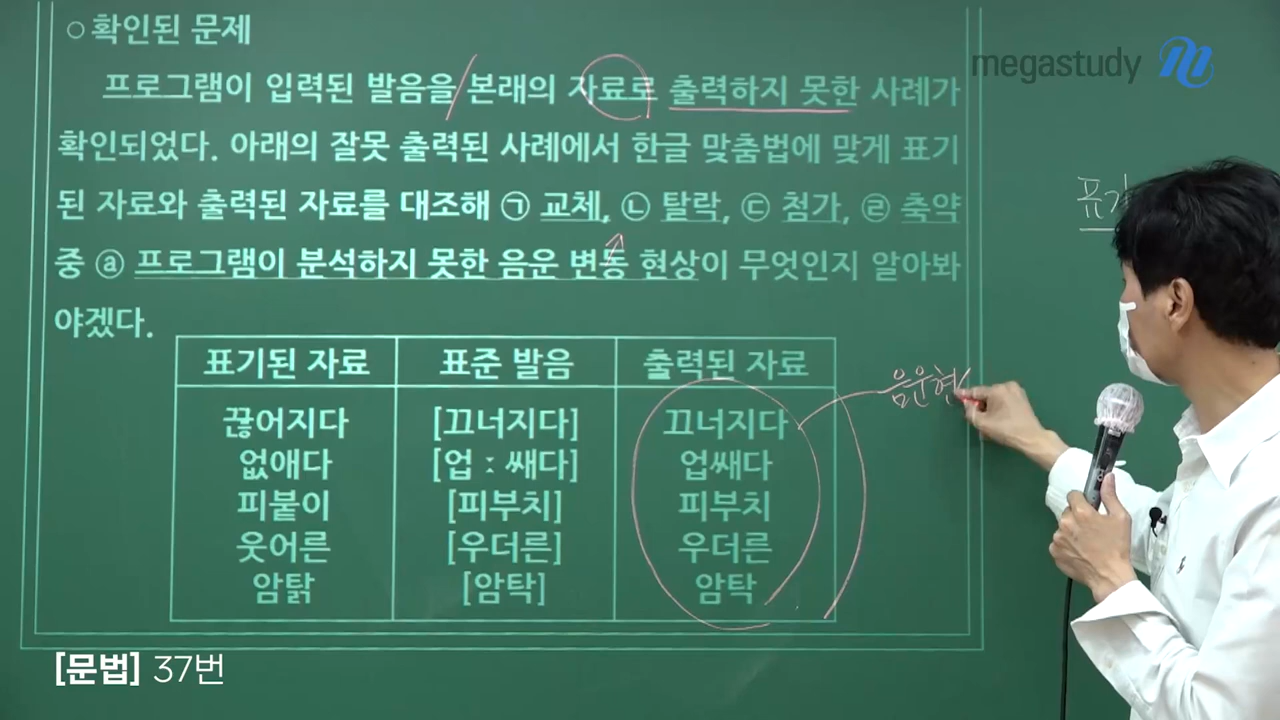 ○ 확인된 문제
megastudy
프로그램이 입력된 발음을 본래의 자료로 출력하지 못한 사례가
확인되었다. 아래의 잘못 출력된 사례에서 한글 맞춤법에 맞게 표기
된 자료와 출력된 자료를 대조해 ㉠ 교체, ㉡ 탈락, ㉢ 첨가, ㉣ 축약
중 ⓐ 프로그램이 분석하지 못한 음운 변동 현상이 무엇인지 알아봐
야겠다.
표기
표기된 자료 표준 발음 출력된 자료
끊어지다 [끄너지다] 끄너지다
없애다 [업ː쌔다] 업쌔다
피붙이 [피부치] 피부치
웃어른 [우더른] 우더른
암탉 [암탁] 암탁
음운현
[문법] 37번